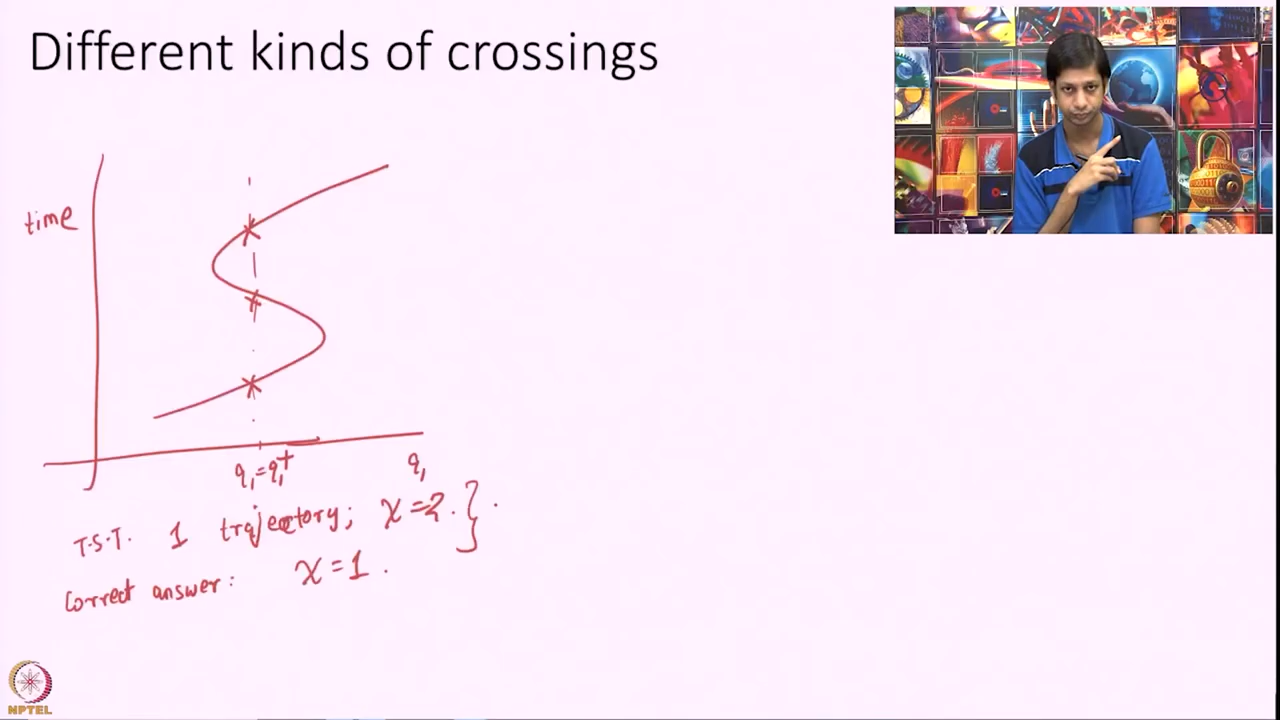 Different kinds of crossings
time
q₁=q₁†
q₁
T.S.T. 1 trajectory; χ=2.
Correct answer: χ=1.
NPTEL